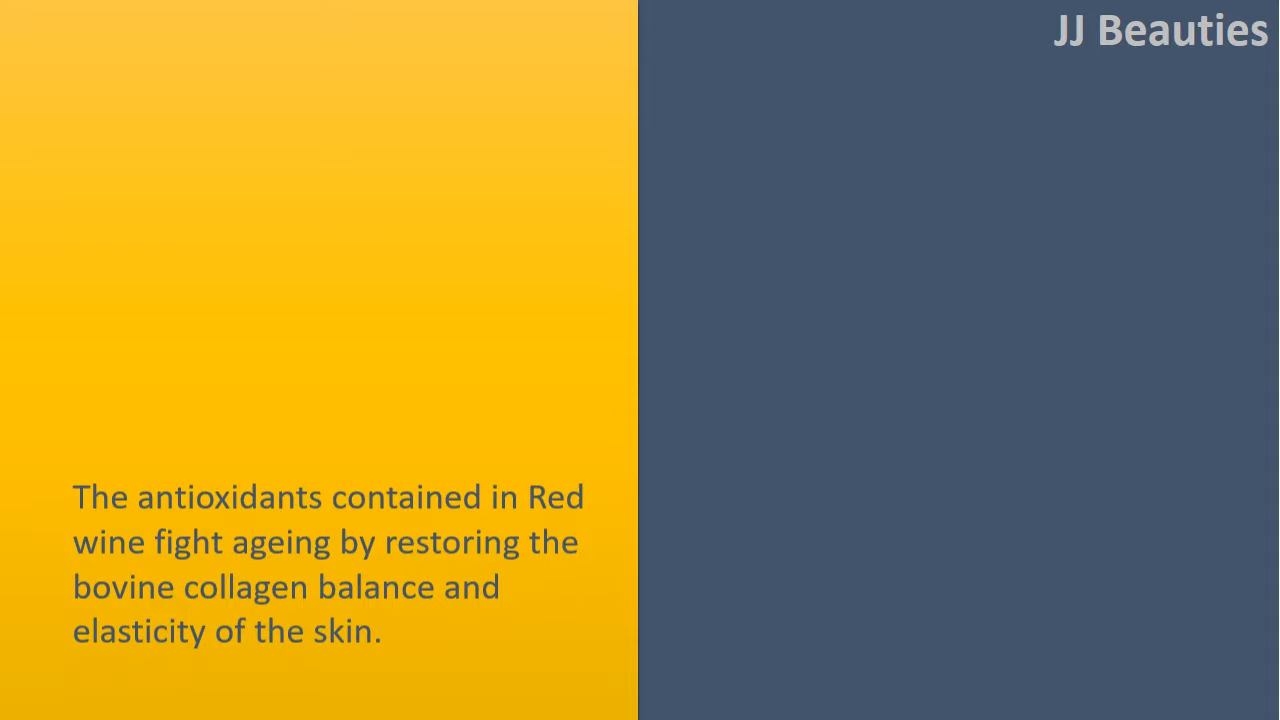 JJ Beauties
The antioxidants contained in Red
wine fight ageing by restoring the
bovine collagen balance and
elasticity of the skin.